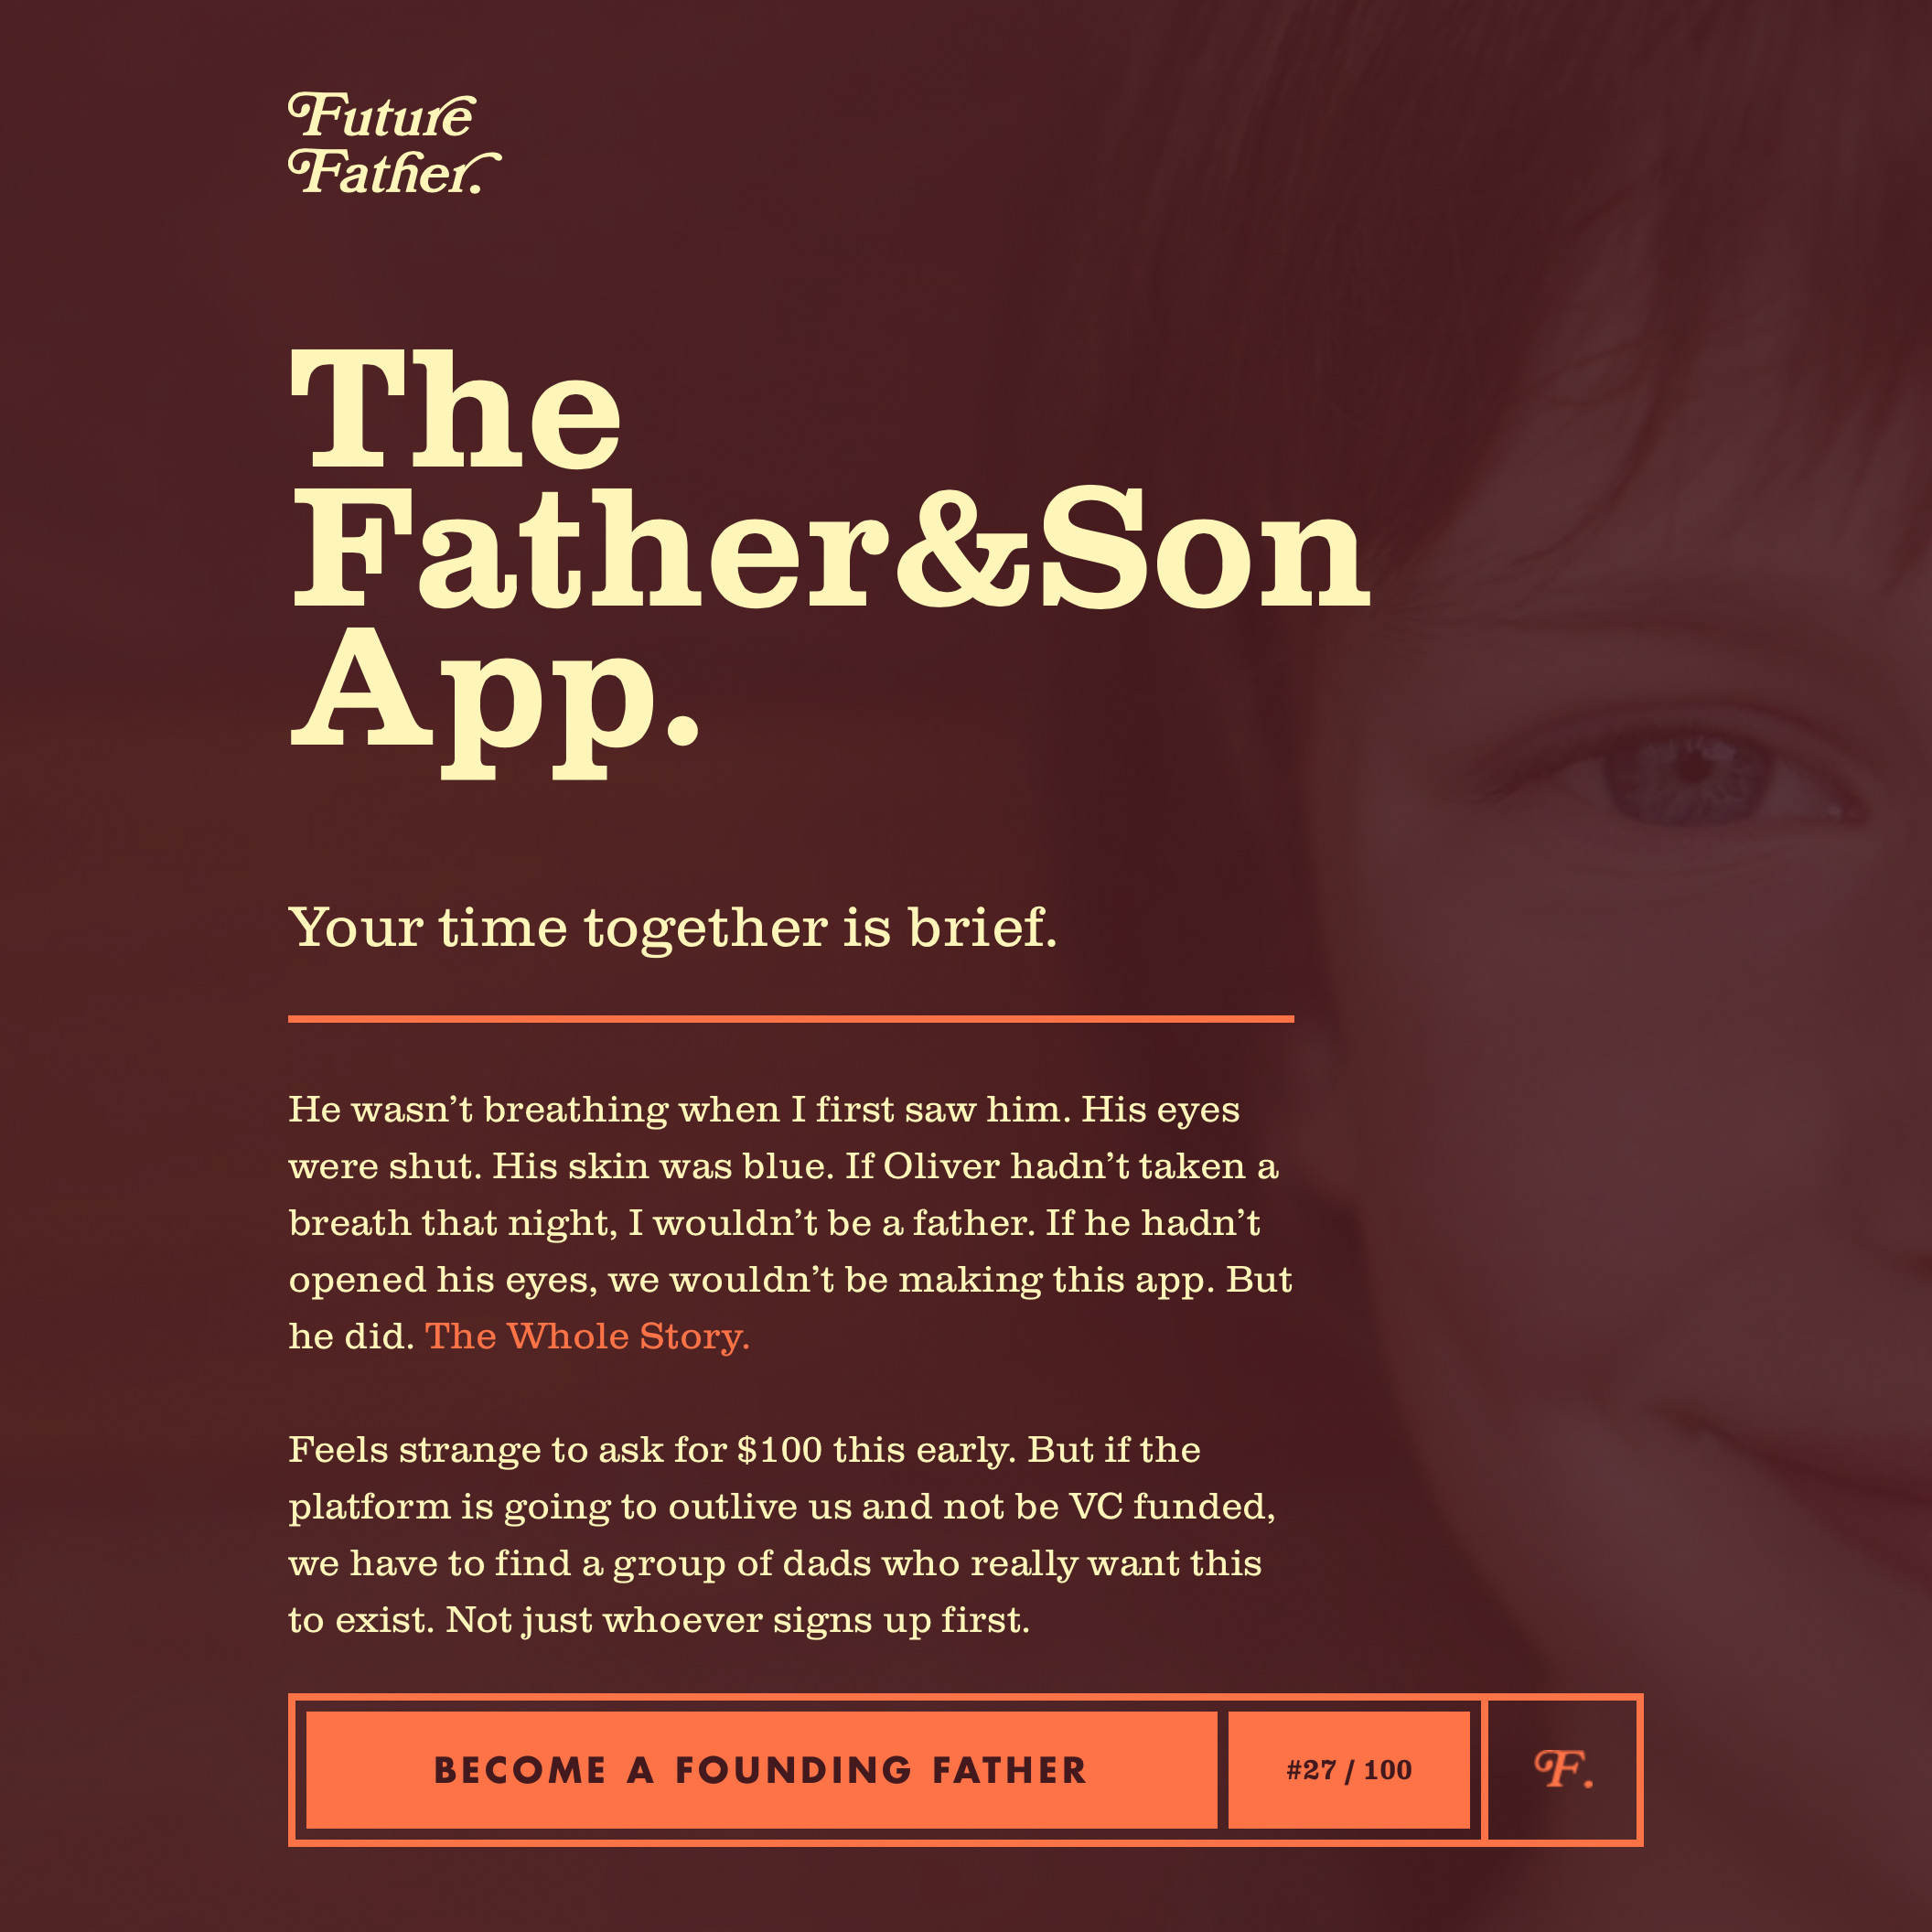 Future
Father.
The
Father&Son
App.
Your time together is brief.
He wasn’t breathing when I first saw him. His eyes
were shut. His skin was blue. If Oliver hadn’t taken a
breath that night, I wouldn’t be a father. If he hadn’t
opened his eyes, we wouldn’t be making this app. But
he did. The Whole Story.
Feels strange to ask for $100 this early. But if the
platform is going to outlive us and not be VC funded,
we have to find a group of dads who really want this
to exist. Not just whoever signs up first.
BECOME A FOUNDING FATHER #27 / 100 F.